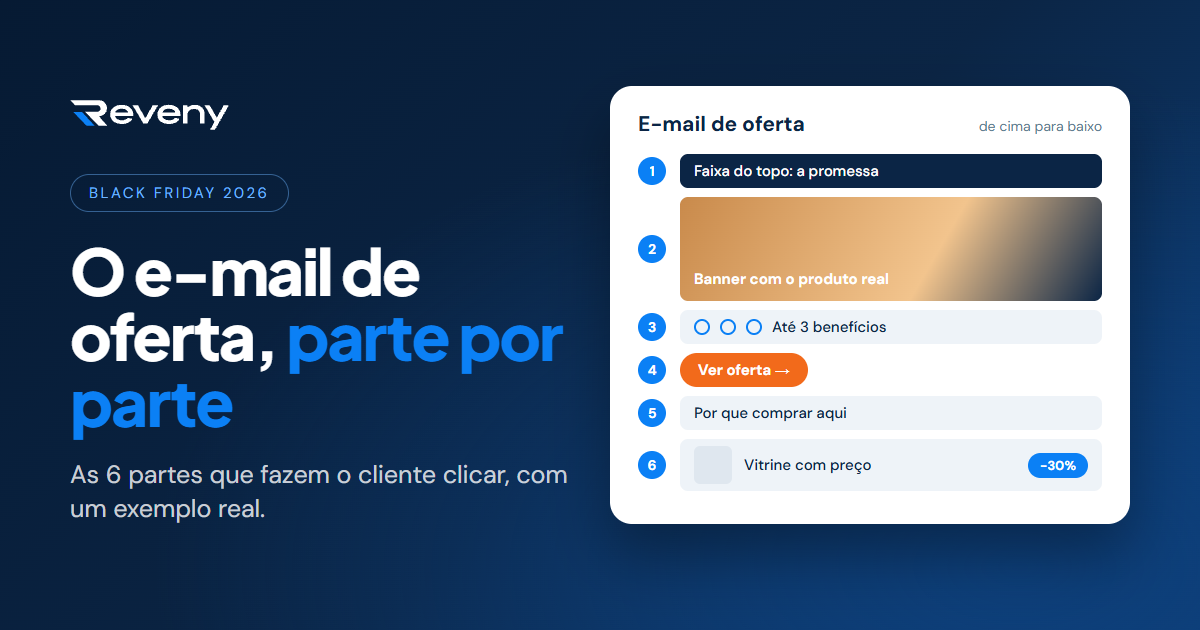 Reveny
BLACK FRIDAY 2026
O e-mail de
oferta, parte por
parte
As 6 partes que fazem o cliente clicar, com
um exemplo real.
E-mail de oferta
de cima para baixo
1 Faixa do topo: a promessa
2 Banner com o produto real
3 Até 3 benefícios
4 Ver oferta →
5 Por que comprar aqui
6 Vitrine com preço -30%